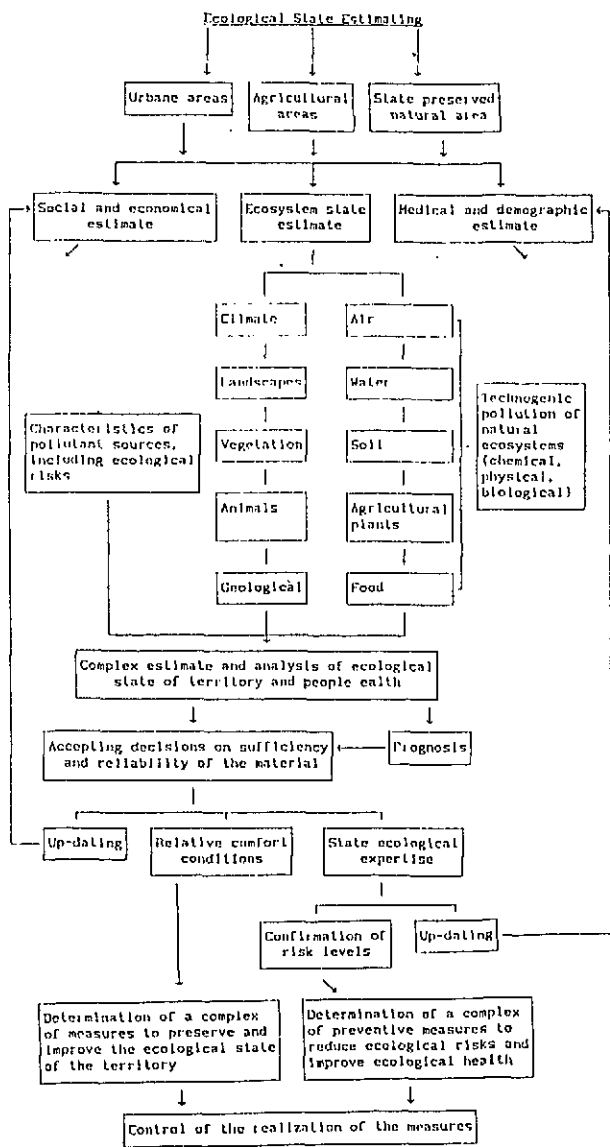 Ecological State Estimating
Urbane areas
Agricultural
areas
State preserved
natural area
Social and economical
estimate
Ecosystem state
estimate
Medical and demographic
estimate
Climate
Air
Landscapes
Water
Characteristics of
pollutant sources,
including ecological
risks
Vegetation
Soil
Technogenic
pollution of
natural
ecosystems
(chemical,
physical,
biological)
Animals
Agricultural
plants
Geological
Food
Complex estimate and analysis of ecological
state of territory and people ealth
Accepting decisions on sufficiency
and reliability of the material
Prognosis
Up-dating
Relative comfort
conditions
State ecological
expertise
Confirmation of
risk levels
Up-dating
Determination of a complex
of measures to preserve and
improve the ecological state
of the territory
Determination of a complex
of preventive measures to
reduce ecological risks and
improve ecological health
Control of the realization of the measures